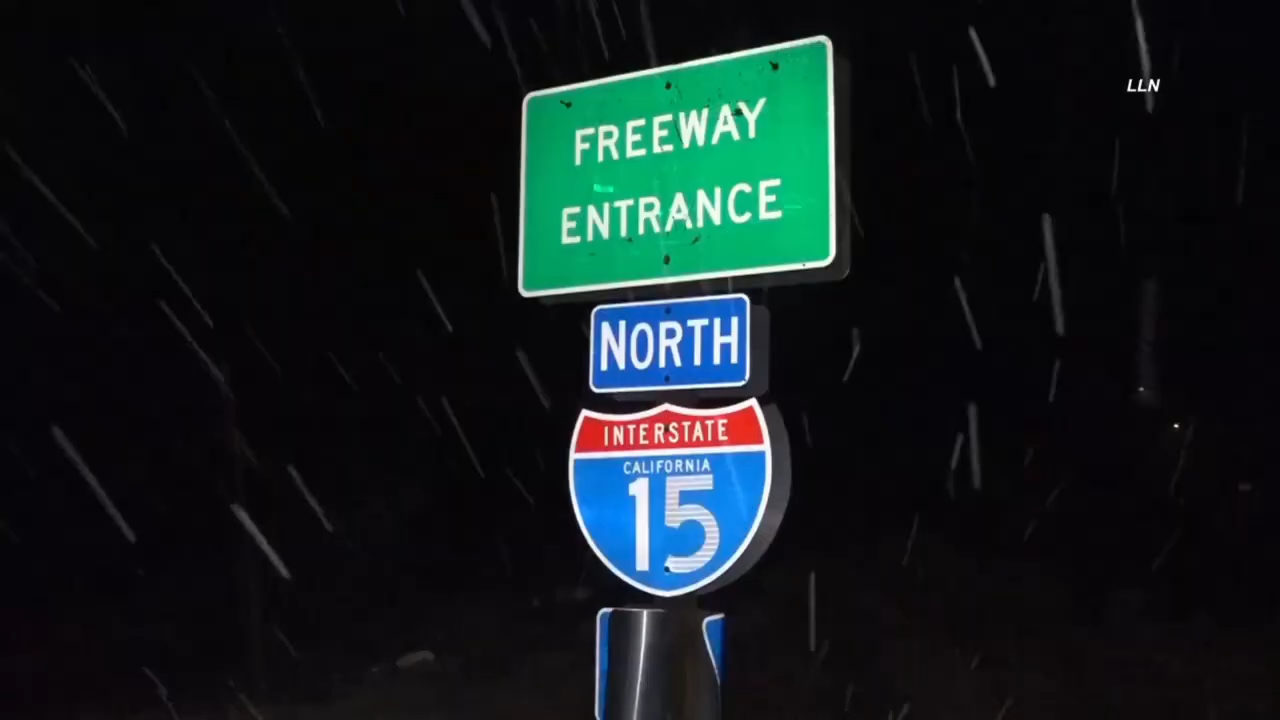 LLN
FREEWAY
ENTRANCE
NORTH
INTERSTATE
CALIFORNIA
15